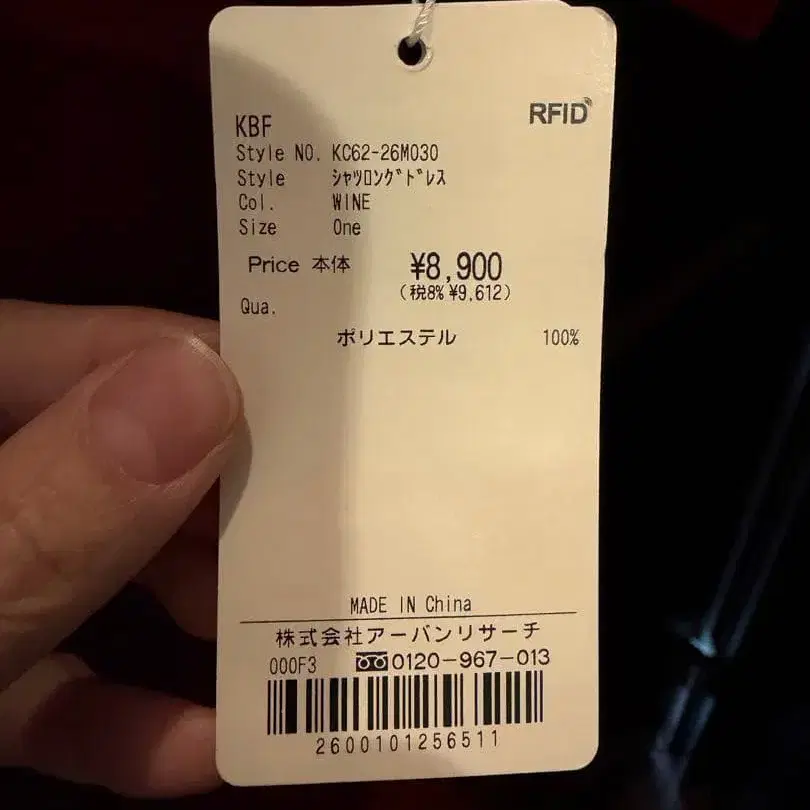 RFID
KBF
Style NO. KC62-26M030
Style シャツロングドレス
Col. WINE
Size One
Price 本体 ¥8,900
(税8% ¥9,612)
Qua.
ポリエステル 100%
MADE IN China
株式会社アーバンリサーチ
000F3 0120-967-013
2600101256511